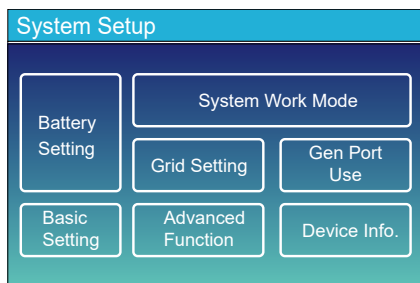 System Setup
Battery
Setting
System Work Mode
Grid Setting
Gen Port
Use
Basic
Setting
Advanced
Function
Device Info.